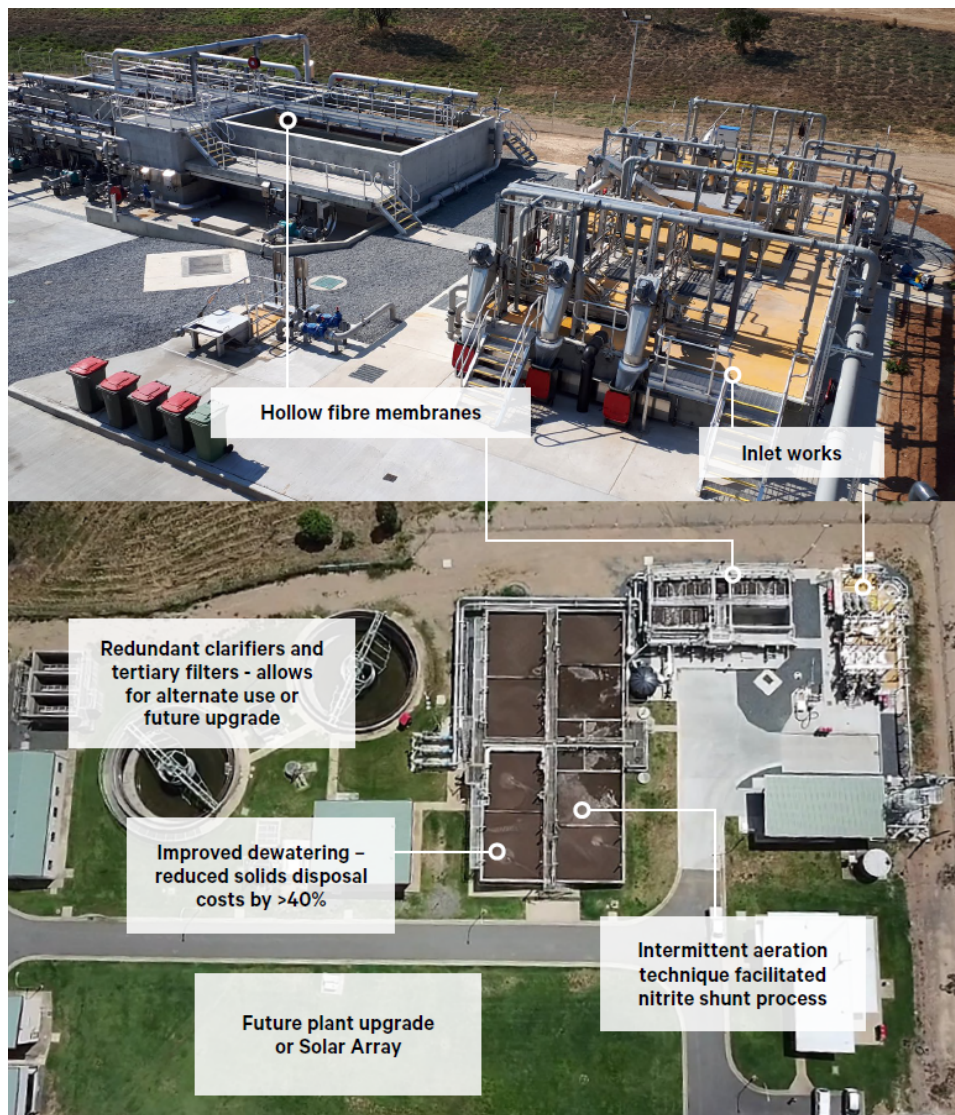 Hollow fibre membranes
Inlet works
Redundant clarifiers and
tertiary filters - allows
for alternate use or
future upgrade
Improved dewatering –
reduced solids disposal
costs by >40%
Intermittent aeration
technique facilitated
nitrite shunt process
Future plant upgrade
or Solar Array